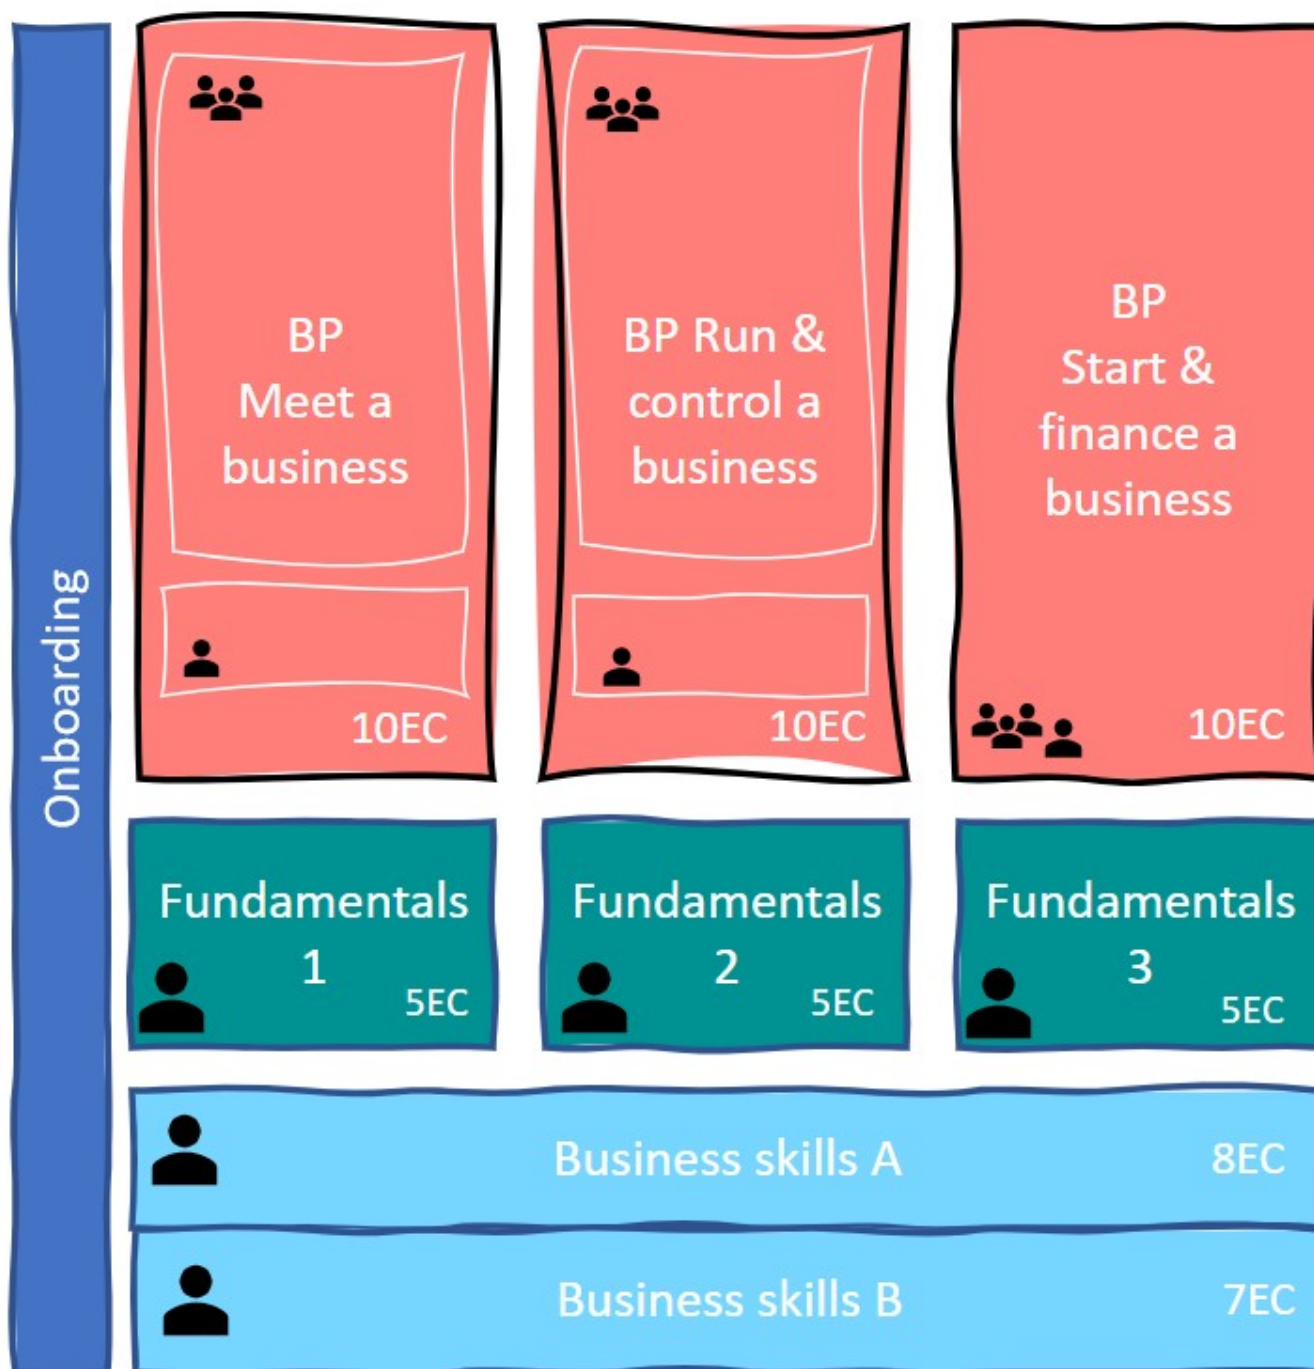 Onboarding
BP
Meet a
business
10EC
BP Run &
control a
business
10EC
BP
Start &
finance a
business
10EC
Fundamentals
1
5EC
Fundamentals
2
5EC
Fundamentals
3
5EC
Business skills A
8EC
Business skills B
7EC